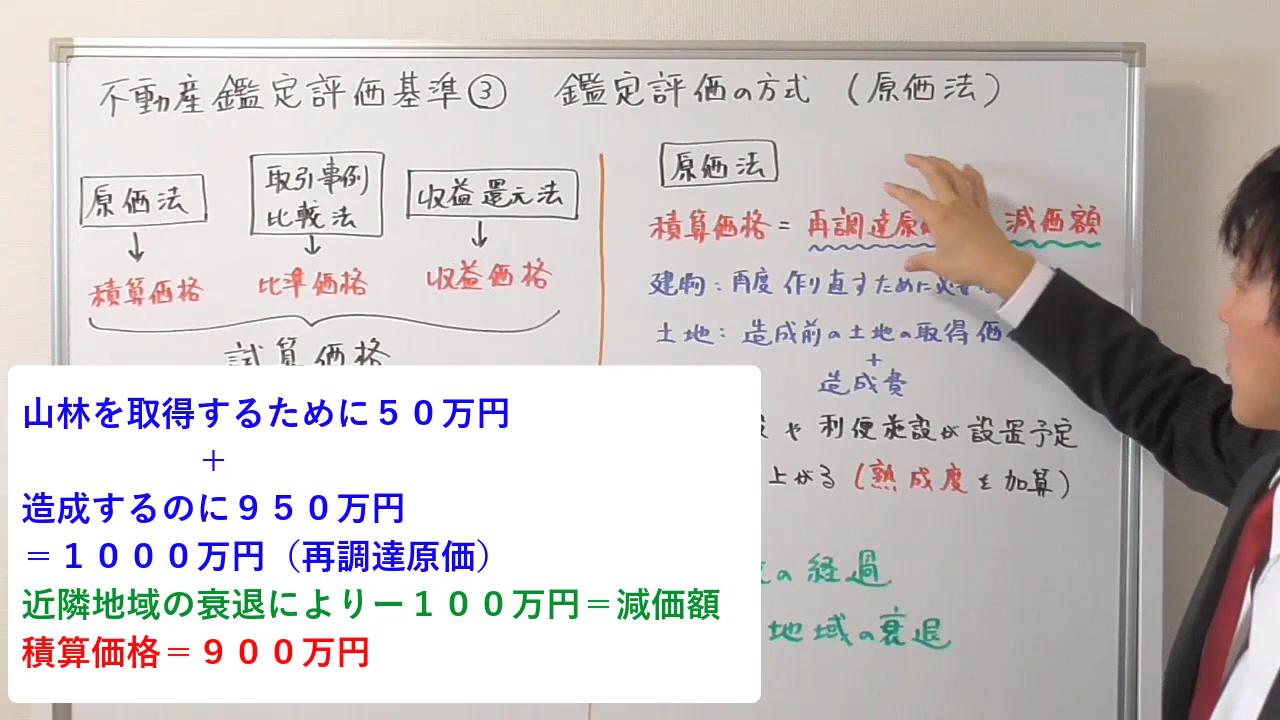 不動産鑑定評価基準③ 鑑定評価の方式（原価法）
原価法
取引事例
比較法
収益還元法
↓ ↓ ↓
積算価格
比準価格
収益価格
試算価格
原価法
積算価格＝再調達原 減価額
建物：再度作り直すために必要
土地：造成前の土地の取得価
＋
造成費
や利便施設が設置予定
上がる（熟成度を加算）
の経過
地域の衰退
山林を取得するために５０万円
＋
造成するのに９５０万円
＝１０００万円（再調達原価）
近隣地域の衰退によりー１００万円＝減価額
積算価格＝９００万円